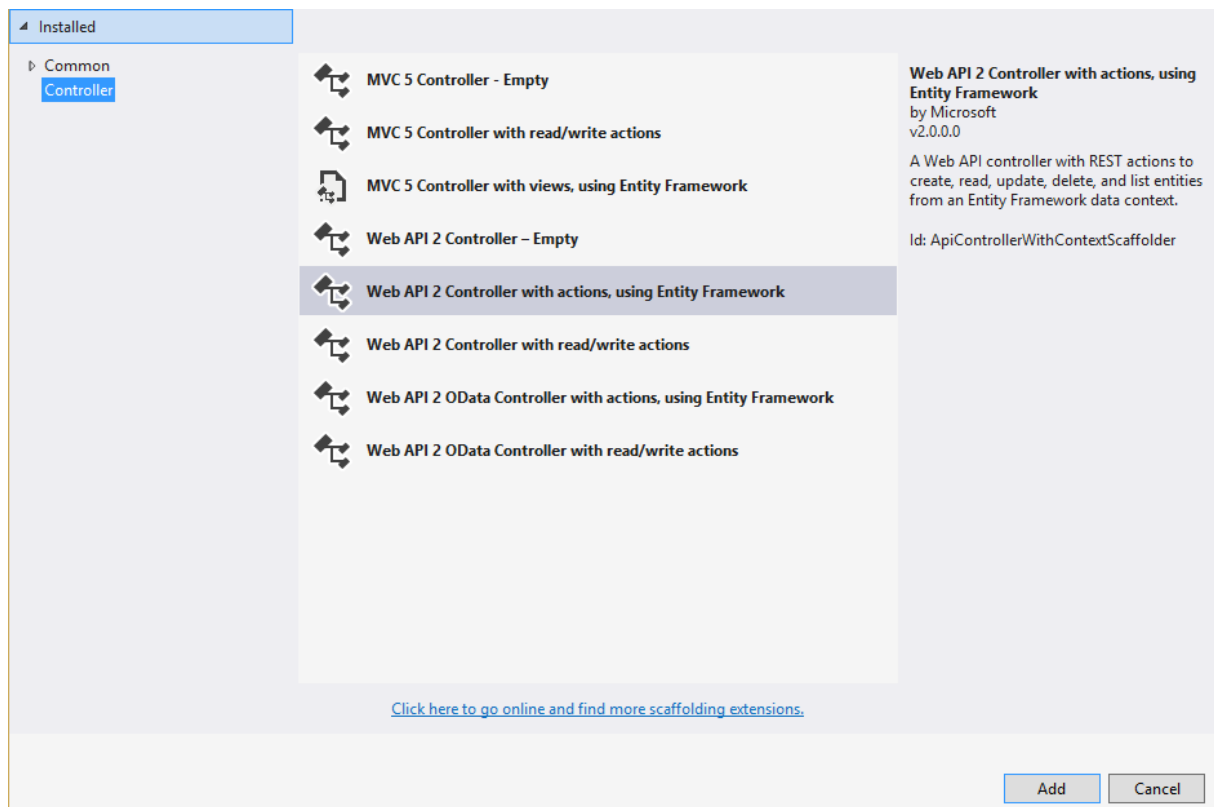 Installed
Common
Controller
MVC 5 Controller - Empty
MVC 5 Controller with read/write actions
MVC 5 Controller with views, using Entity Framework
Web API 2 Controller – Empty
Web API 2 Controller with actions, using Entity Framework
Web API 2 Controller with read/write actions
Web API 2 OData Controller with actions, using Entity Framework
Web API 2 OData Controller with read/write actions
Click here to go online and find more scaffolding extensions.
Web API 2 Controller with actions, using
Entity Framework
by Microsoft
v2.0.0.0
A Web API controller with REST actions to
create, read, update, delete, and list entities
from an Entity Framework data context.
Id: ApiControllerWithContextScaffolder
Add
Cancel